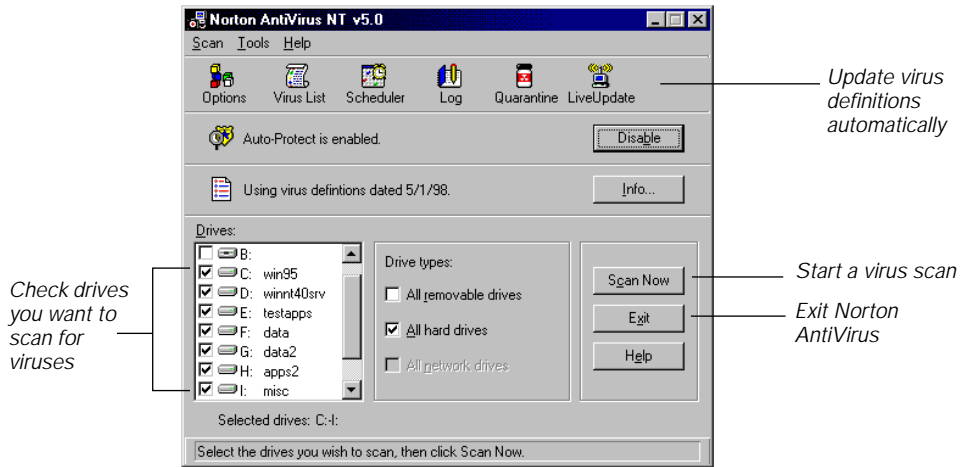 Norton AntiVirus NT v5.0
Scan Tools Help
Options Virus List Scheduler Log Quarantine LiveUpdate
Update virus
definitions
automatically
Auto-Protect is enabled.
Disable
Using virus defintions dated 5/1/98.
Info...
Drives:
B:
C: win95
D: winnt40srv
E: testapps
F: data
G: data2
H: apps2
I: misc
Check drives
you want to
scan for
viruses
Drive types:
All removable drives
All hard drives
All network drives
Scan Now
Exit
Help
Start a virus scan
Exit Norton
AntiVirus
Selected drives: C:-I:
Select the drives you wish to scan, then click Scan Now.